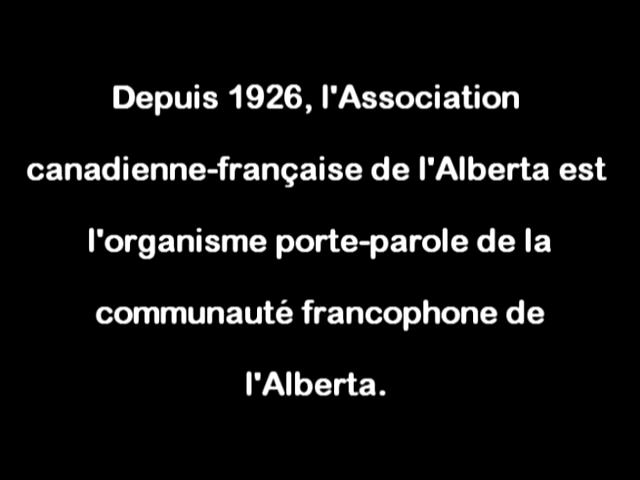 Depuis 1926, l'Association
canadienne-française de l'Alberta est
l'organisme porte-parole de la
communauté francophone de
l'Alberta.